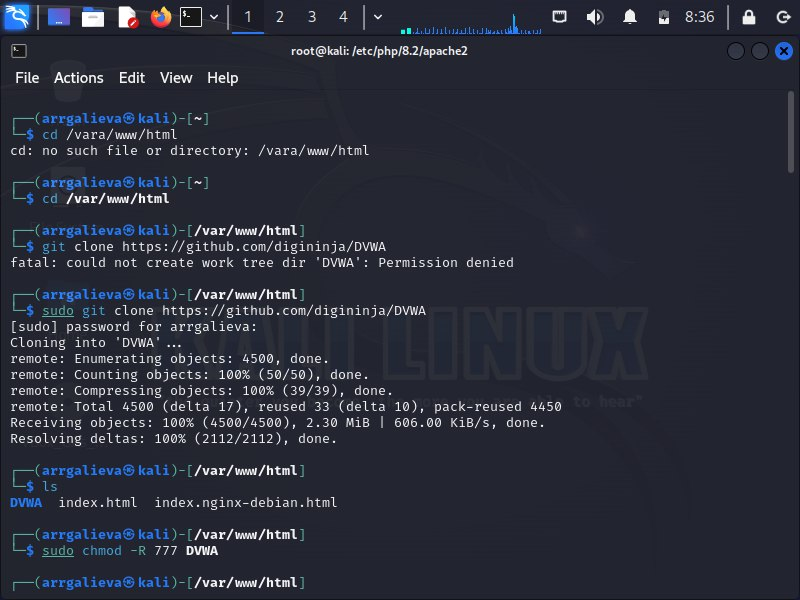 1 2 3 4
8:36
root@kali: /etc/php/8.2/apache2
File Actions Edit View Help
┌──(arrgalieva㉿kali)-[~]
└─$ cd /vara/www/html
cd: no such file or directory: /vara/www/html
┌──(arrgalieva㉿kali)-[~]
└─$ cd /var/www/html
┌──(arrgalieva㉿kali)-[/var/www/html]
└─$ git clone https://github.com/digininja/DVWA
fatal: could not create work tree dir 'DVWA': Permission denied
┌──(arrgalieva㉿kali)-[/var/www/html]
└─$ sudo git clone https://github.com/digininja/DVWA
[sudo] password for arrgalieva:
Cloning into 'DVWA'...
remote: Enumerating objects: 4500, done.
remote: Counting objects: 100% (50/50), done.
remote: Compressing objects: 100% (39/39), done.
remote: Total 4500 (delta 17), reused 33 (delta 10), pack-reused 4450
Receiving objects: 100% (4500/4500), 2.30 MiB | 606.00 KiB/s, done.
Resolving deltas: 100% (2112/2112), done.
┌──(arrgalieva㉿kali)-[/var/www/html]
└─$ ls
DVWA index.html index.nginx-debian.html
┌──(arrgalieva㉿kali)-[/var/www/html]
└─$ sudo chmod -R 777 DVWA
┌──(arrgalieva㉿kali)-[/var/www/html]
KALI LINUX
to hear"